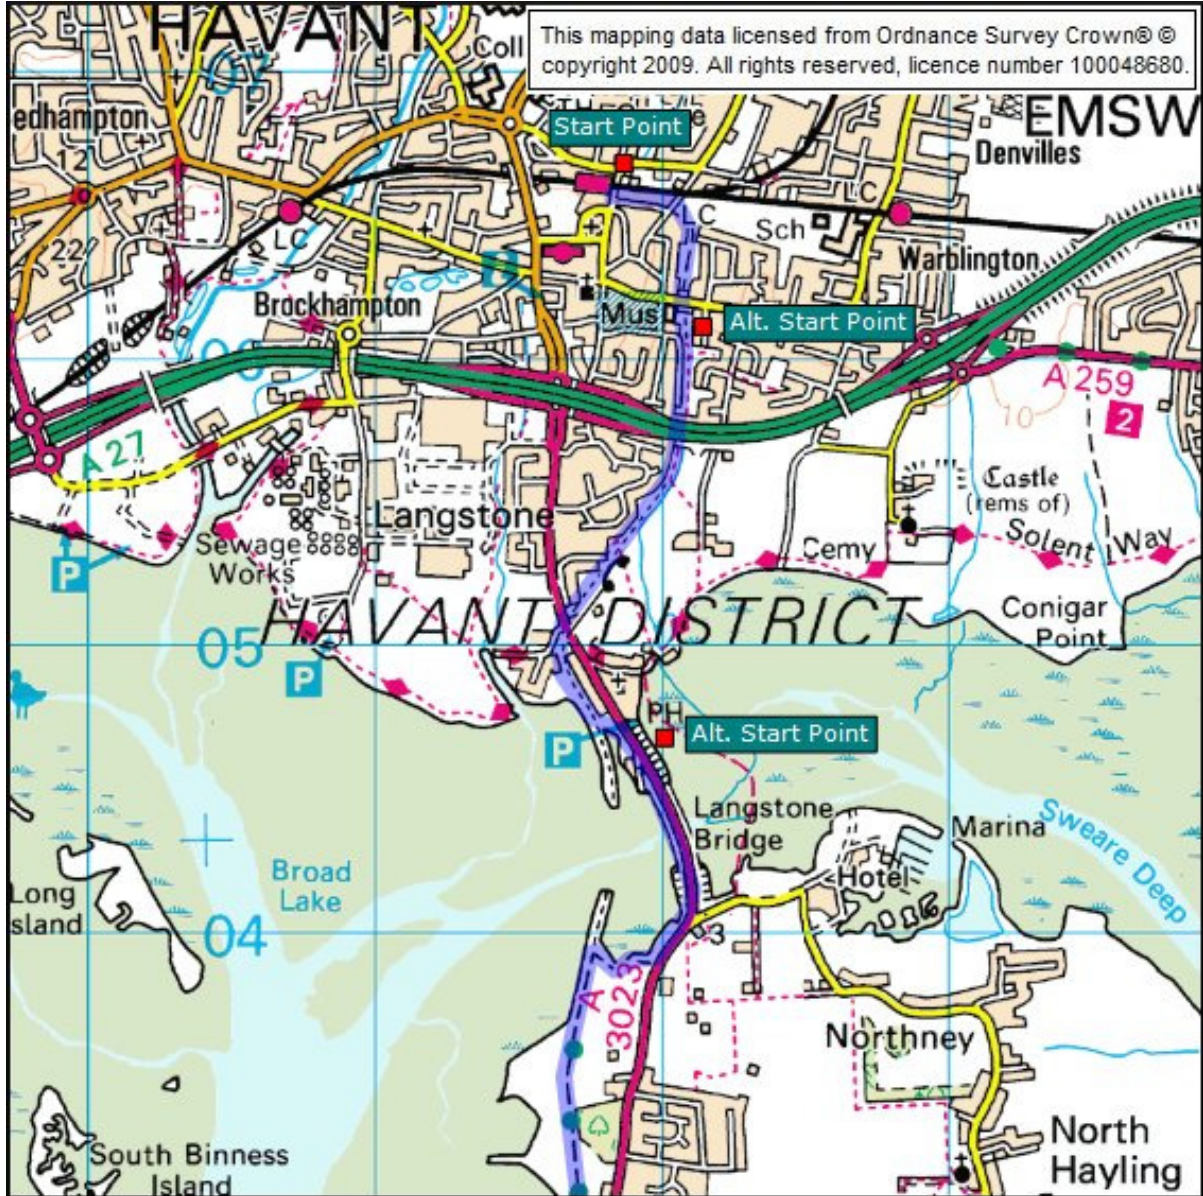 HAVANT
Coll
This mapping data licensed from Ordnance Survey Crown® ©
copyright 2009. All rights reserved, licence number 100048680.
07
edhampton
12
Start Point
EMSW
Denvilles
22
LC
C
Sch
Warblington
Brockhampton
Mus
Alt. Start Point
A 259
2
10
A 27
Castle
(rems of)
Langstone
Solent Way
Sewage
Works
Cemy
P
HAVANT DISTRICT
Conigar
Point
05
P
PH
P
Alt. Start Point
Langstone
Bridge
Marina
Sweare Deep
Hotel
Broad
Lake
Long
sland
04
3
A
3023
Northney
North
Hayling
South Binness
Island